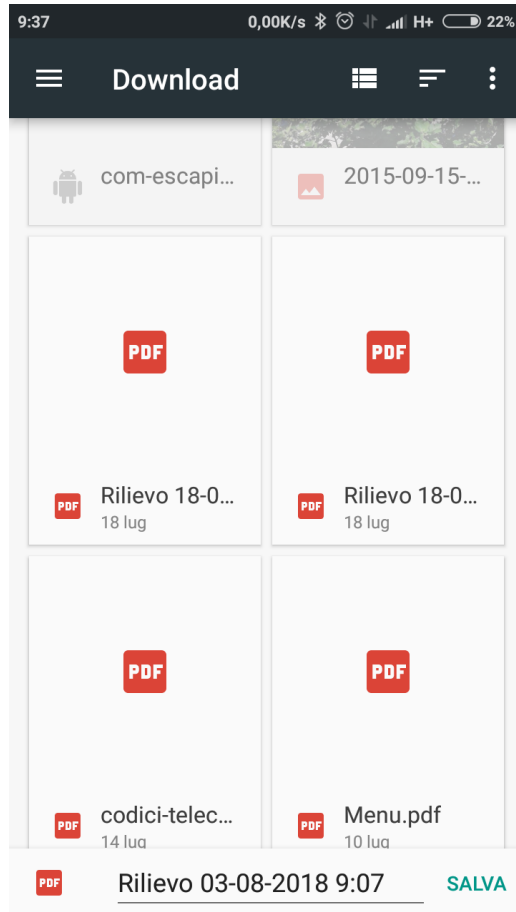 9:37 0,00K/s H+ 22%
Download
com-escapi... 2015-09-15-...
PDF PDF
PDF Rilievo 18-0... PDF Rilievo 18-0...
18 lug 18 lug
PDF PDF
PDF codici-telec... PDF Menu.pdf
14 lug 10 lug
PDF Rilievo 03-08-2018 9:07 SALVA